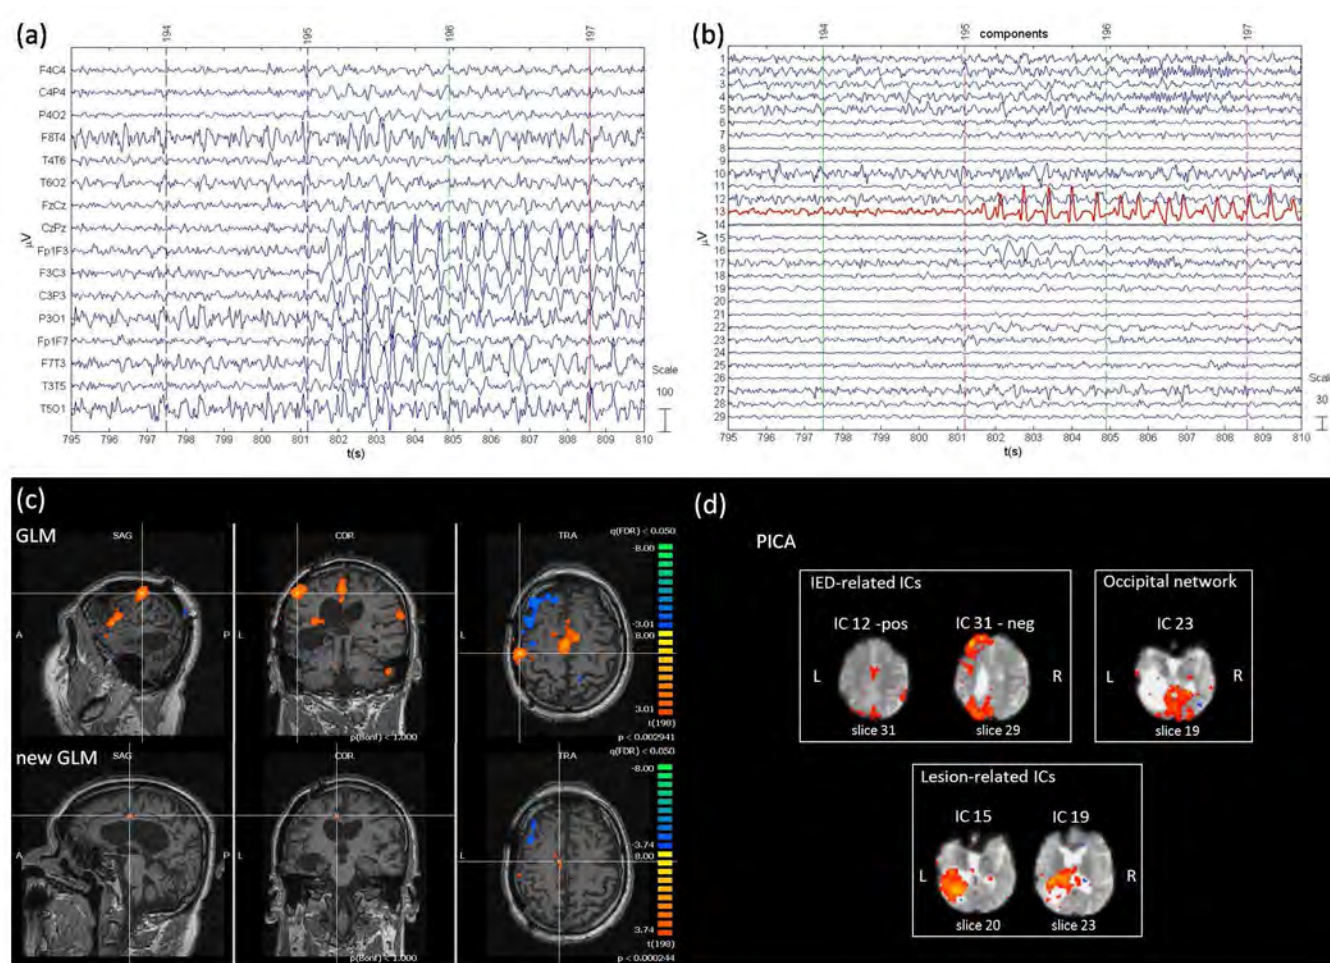 (a)
194 195 196 197
F4C4
C4P4
P4O2
F8T4
T4T6
T6O2
FzCz
CzPz
Fp1F3
F3C3
C3P3
P3O1
Fp1F7
F7T3
T3T5
T5O1
μV
Scale
100
795 796 797 798 799 800 801 802 803 804 805 806 807 808 809 810
t(s)
(b)
194 195 196 197
components
1
2
3
4
5
6
7
8
9
10
11
12
13
14
15
16
17
18
19
20
21
22
23
24
25
26
27
28
29
μV
Scale
30
795 796 797 798 799 800 801 802 803 804 805 806 807 808 809 810
t(s)
(c)
GLM
SAG
COR
TRA
q(FDR) < 0.050
-8.00
-3.01
8.00
3.01
t(198)
p < 0.002941
A
P
L
L
p(Bonf) < 1.000
new GLM
SAG
COR
TRA
q(FDR) < 0.050
-8.00
-3.74
8.00
3.74
t(198)
p < 0.000244
A
P
L
L
p(Bonf) < 1.000
(d)
PICA
IED-related ICs
IC 12 -pos
IC 31 - neg
L
R
slice 31
slice 29
Occipital network
IC 23
L
R
slice 19
Lesion-related ICs
IC 15
IC 19
L
R
slice 20
slice 23